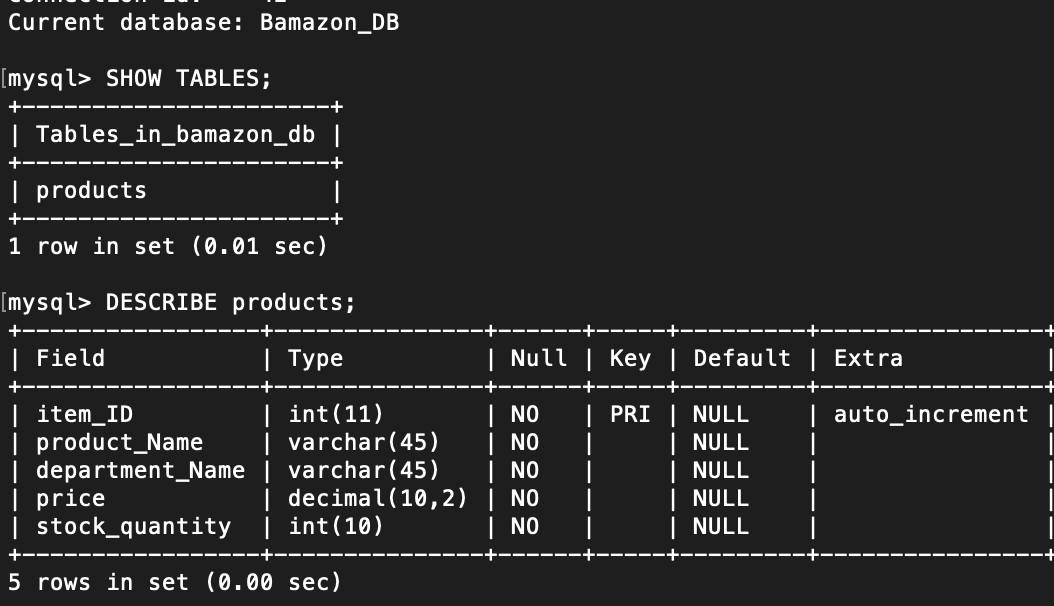 Current database: Bamazon_DB
[mysql> SHOW TABLES;
+----------------------+
| Tables_in_bamazon_db |
+----------------------+
| products             |
+----------------------+
1 row in set (0.01 sec)
[mysql> DESCRIBE products;
+-----------------+---------------+------+-----+---------+----------------+
| Field           | Type          | Null | Key | Default | Extra          |
+-----------------+---------------+------+-----+---------+----------------+
| item_ID         | int(11)       | NO   | PRI | NULL    | auto_increment |
| product_Name    | varchar(45)   | NO   |     | NULL    |                |
| department_Name | varchar(45)   | NO   |     | NULL    |                |
| price           | decimal(10,2) | NO   |     | NULL    |                |
| stock_quantity  | int(10)       | NO   |     | NULL    |                |
+-----------------+---------------+------+-----+---------+----------------+
5 rows in set (0.00 sec)